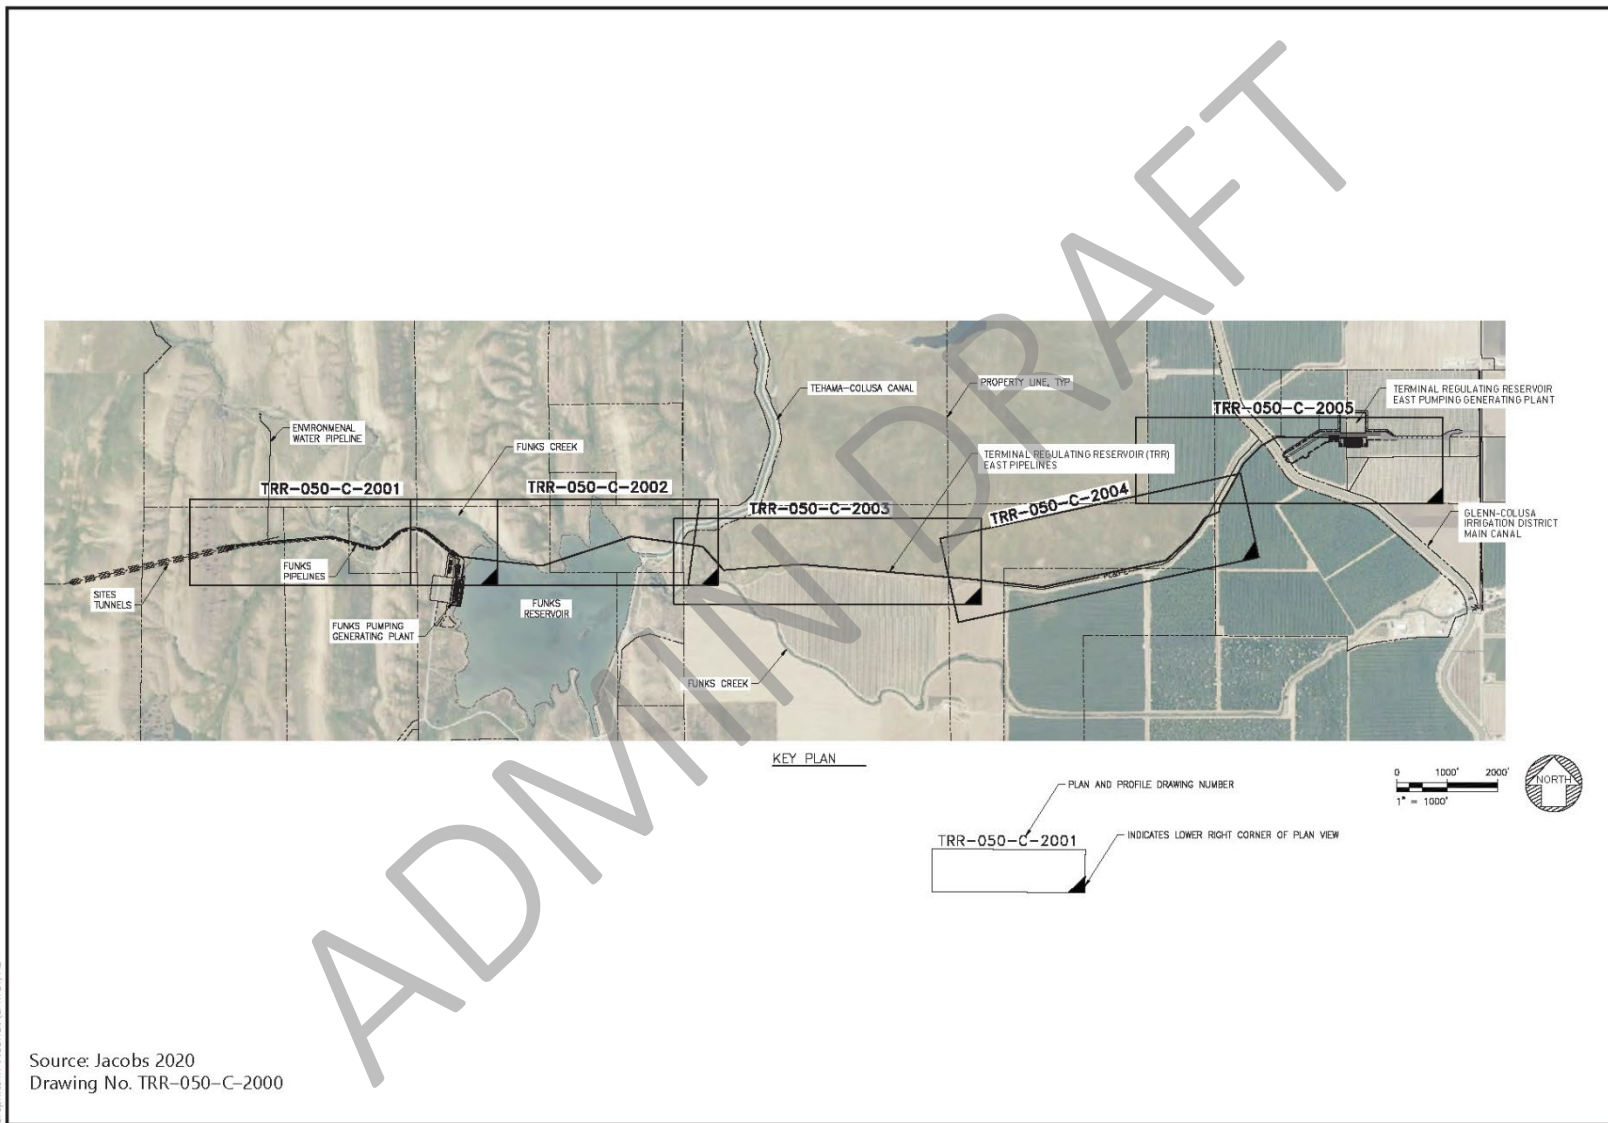 TEHAMA-COLUSA CANAL
PROPERTY LINE, TYP
TERMINAL REGULATING RESERVOIR
EAST PUMPING GENERATING PLANT
TRR-050-C-2005
ENVIRONMENAL
WATER PIPELINE
FUNKS CREEK
TERMINAL REGULATING RESERVOIR (TRR)
EAST PIPELINES
TRR-050-C-2001
TRR-050-C-2002
TRR-050-C-2003
TRR-050-C-2004
GLENN-COLUSA
IRRIGATION DISTRICT
MAIN CANAL
FUNKS
PIPELINES
SITES
TUNNELS
FUNKS
RESERVOIR
FUNKS PUMPING
GENERATING PLANT
FUNKS CREEK
KEY PLAN
0 1000' 2000'
1" = 1000'
NORTH
PLAN AND PROFILE DRAWING NUMBER
TRR-050-C-2001
INDICATES LOWER RIGHT CORNER OF PLAN VIEW
ADMIN DRAFT
Source: Jacobs 2020
Drawing No. TRR-050-C-2000